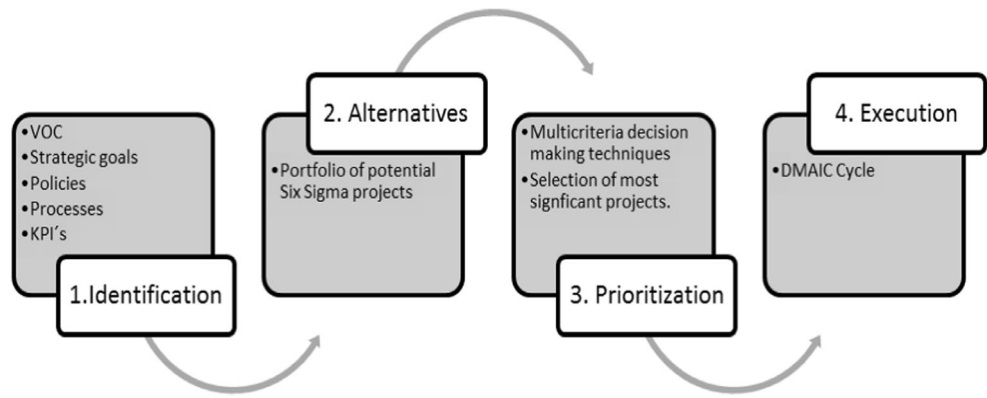 •VOC
•Strategic goals
•Policies
•Processes
•KPI´s
1.Identification
2. Alternatives
•Portfolio of potential
Six Sigma projects
•Multicriteria decision
making techniques
•Selection of most
signficant projects.
3. Prioritization
4. Execution
•DMAIC Cycle